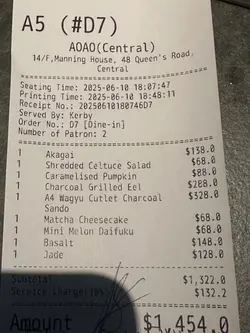 A5 (#D7)
AOAO(Central)
14/F,Manning House, 48 Queen's Road,
Central
Seating Time: 2025-06-10 18:07:47
Printing Time: 2025-06-10 18:48:11
Receipt No.: 20250610180746D7
Served By: Kerby
Order No.: D7 [Dine-in]
Number of Patron: 2
1 Akagai $138.0
1 Shredded Celtuce Salad $68.0
1 Caramelised Pumpkin $88.0
1 Charcoal Grilled Eel $288.0
1 A4 Wagyu Cutlet Charcoal $328.0
Sando
1 Matcha Cheesecake $68.0
1 Mini Melon Daifuku $68.0
1 Basalt $148.0
1 Jade $128.0
Subtotal $1,322.0
Service Charge(10%) $132.2
Amount $1,454.0